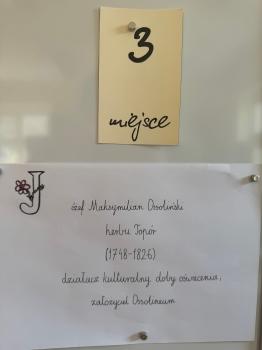 3
miejsce
Józef Maksymilian Ossoliński
herbu Topór
(1748-1826)
działacz kulturalny doby oświecenia,
założyciel Ossolineum